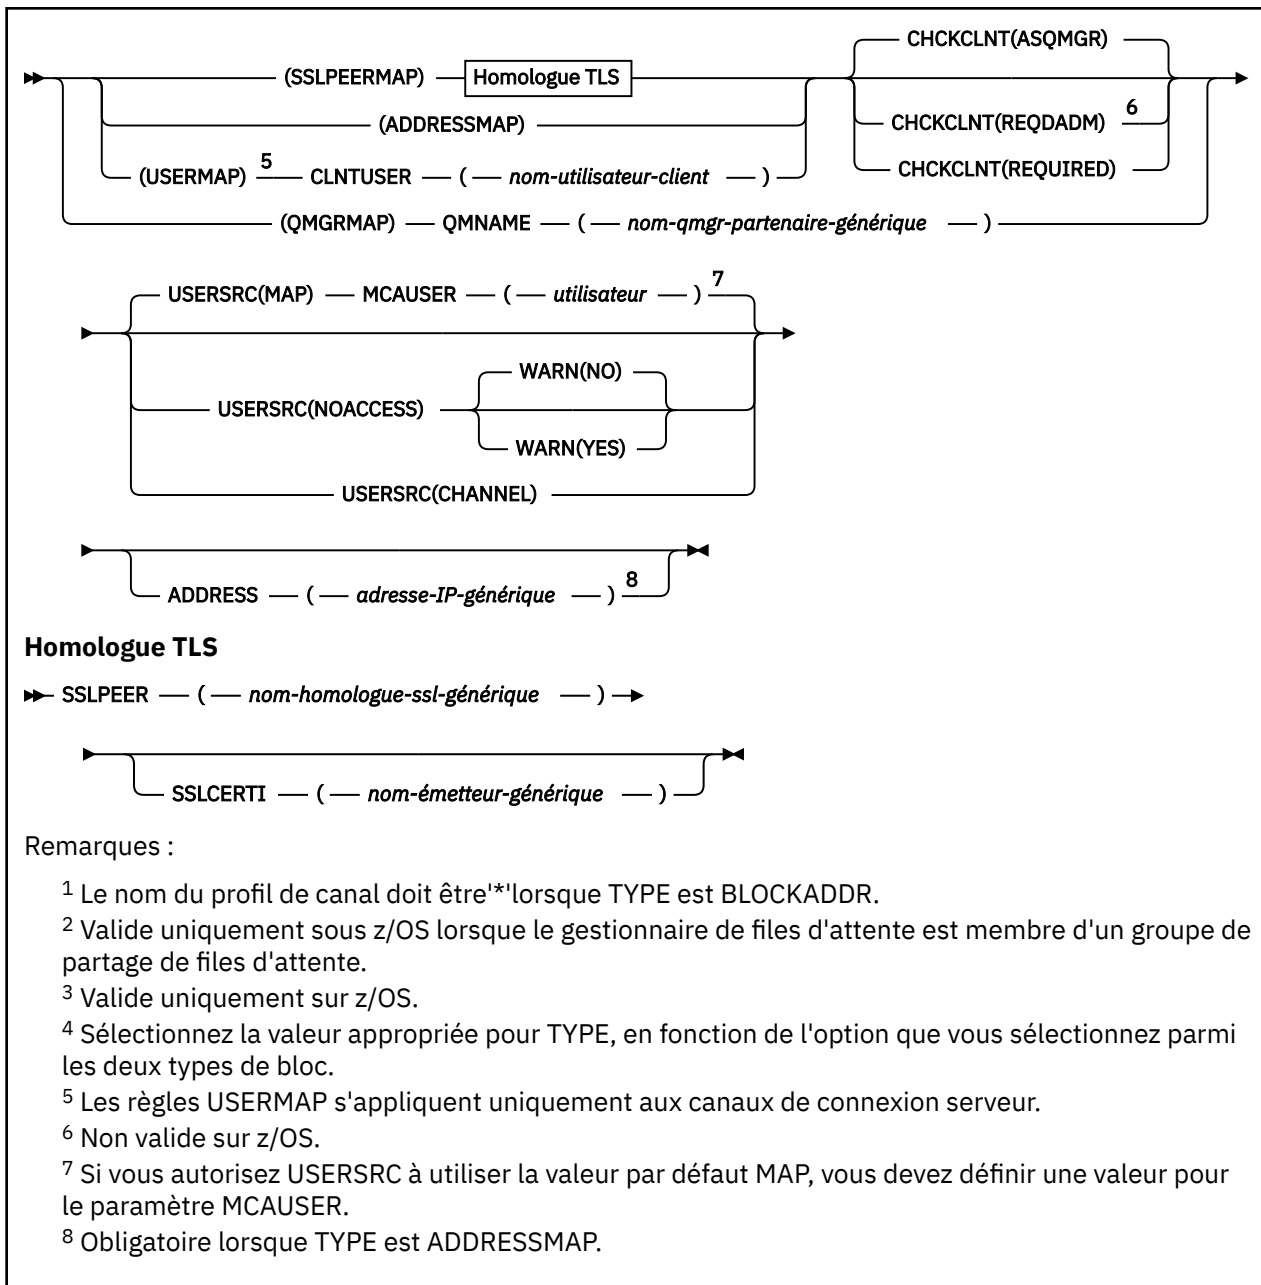 CHCKCLNT(ASQMGR)
(SSLPEERMAP) Homologue TLS
(ADDRESSMAP) CHCKCLNT(REQDADM) 6
(USERMAP) 5 CLNTUSER ( nom-utilisateur-client ) CHCKCLNT(REQUIRED)
(QMGRMAP) QMNAME ( nom-qmgr-partenaire-générique )
USERSRC(MAP) MCAUSER ( utilisateur ) 7
WARN(NO)
USERSRC(NOACCESS)
WARN(YES)
USERSRC(CHANNEL)
ADDRESS ( adresse-IP-générique ) 8
Homologue TLS
SSLPEER ( nom-homologue-ssl-générique )
SSLCERTI ( nom-émetteur-générique )
Remarques :
1 Le nom du profil de canal doit être'*'lorsque TYPE est BLOCKADDR.
2 Valide uniquement sous z/OS lorsque le gestionnaire de files d'attente est membre d'un groupe de
partage de files d'attente.
3 Valide uniquement sur z/OS.
4 Sélectionnez la valeur appropriée pour TYPE, en fonction de l'option que vous sélectionnez parmi
les deux types de bloc.
5 Les règles USERMAP s'appliquent uniquement aux canaux de connexion serveur.
6 Non valide sur z/OS.
7 Si vous autorisez USERSRC à utiliser la valeur par défaut MAP, vous devez définir une valeur pour
le paramètre MCAUSER.
8 Obligatoire lorsque TYPE est ADDRESSMAP.